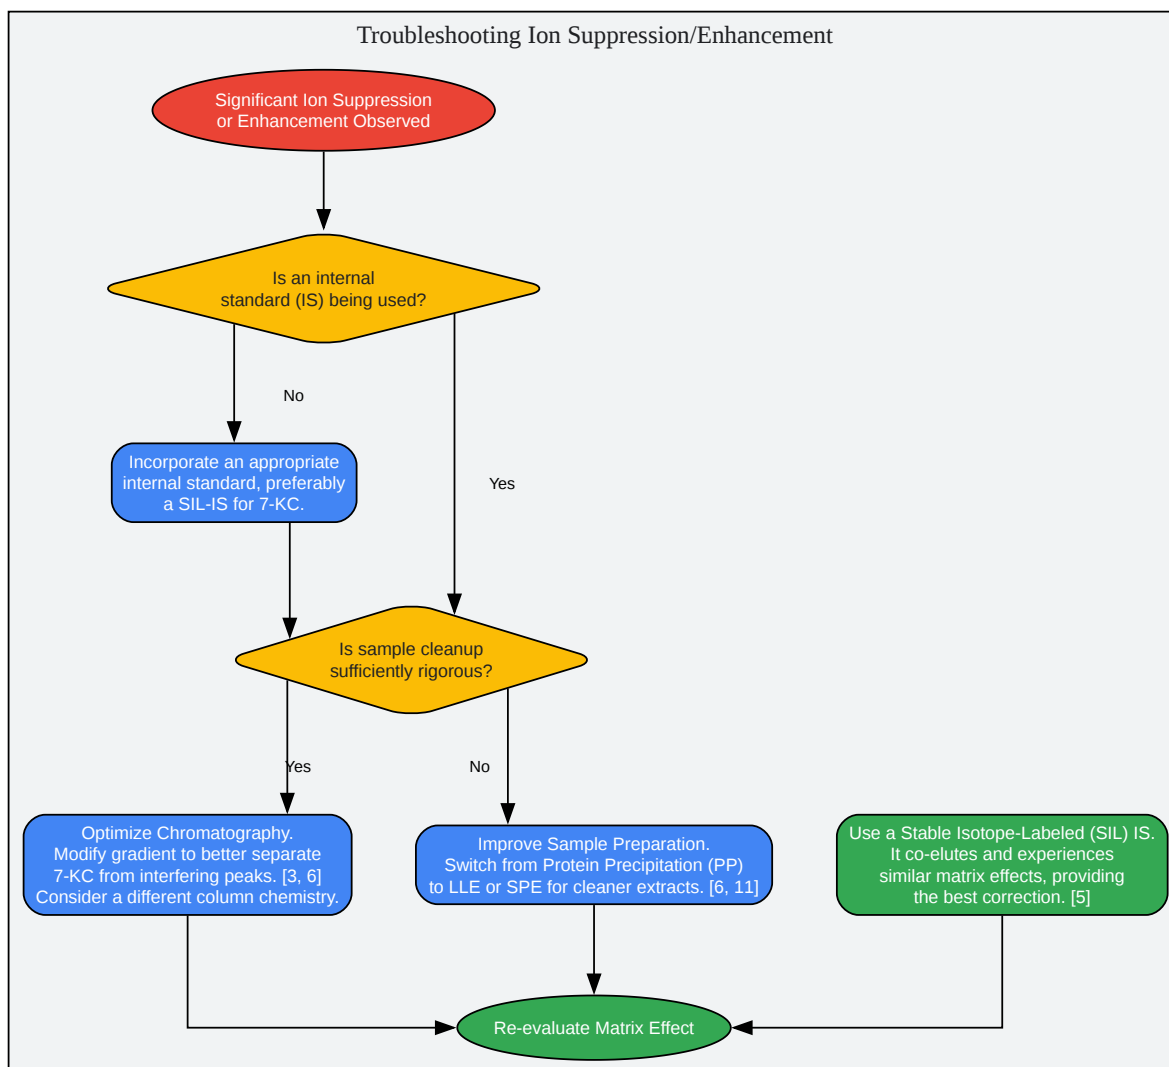 Troubleshooting Ion Suppression/Enhancement
Significant Ion Suppression
or Enhancement Observed
Is an internal
standard (IS) being used?
No
Incorporate an appropriate
internal standard, preferably
a SIL-IS for 7-KC.
Yes
Is sample cleanup
sufficiently rigorous?
Yes
No
Optimize Chromatography.
Modify gradient to better separate
7-KC from interfering peaks. [3, 6]
Consider a different column chemistry.
Improve Sample Preparation.
Switch from Protein Precipitation (PP)
to LLE or SPE for cleaner extracts. [6, 11]
Use a Stable Isotope-Labeled (SIL) IS.
It co-elutes and experiences
similar matrix effects, providing
the best correction. [5]
Re-evaluate Matrix Effect